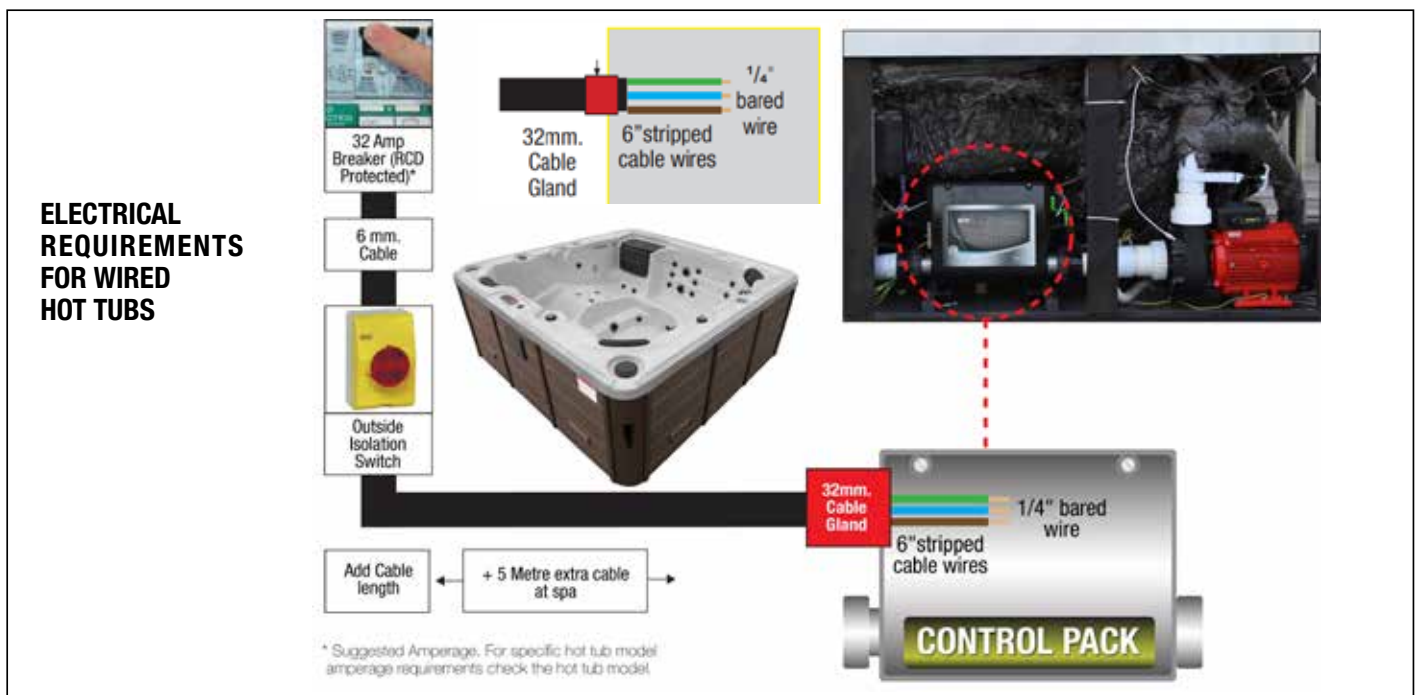 ELECTRICAL
REQUIREMENTS
FOR WIRED
HOT TUBS
32 Amp
Breaker (RCD
Protected)*
6 mm.
Cable
Outside
Isolation
Switch
Add Cable
length
+ 5 Metre extra cable
at spa
* Suggested Amperage. For specific hot tub model
amperage requirements check the hot tub model
32mm.
Cable
Gland
6"stripped
cable wires
1/4"
bared
wire
32mm.
Cable
Gland
6"stripped
cable wires
1/4" bared
wire
CONTROL PACK